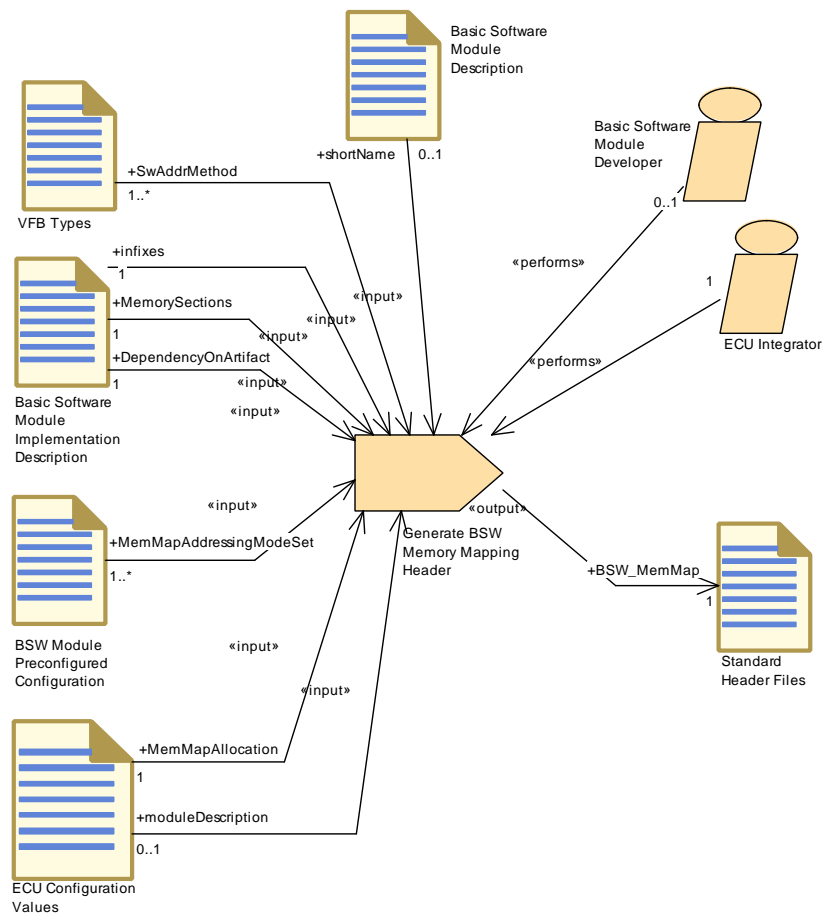 Basic Software
Module
Description
+shortName
0..1
Basic Software
Module
Developer
0..1
+SwAddrMethod
1..*
VFB Types
«performs»
1
ECU Integrator
«performs»
+infixes
1
«input»
«input»
+MemorySections
1
«input»
+DependencyOnArtifact
1
«input»
«input»
Basic Software
Module
Implementation
Description
«input»
+MemMapAddressingModeSet
1..*
BSW Module
Preconfigured
Configuration
«output»
Generate BSW
Memory Mapping
Header
+BSW_MemMap
1
Standard
Header Files
«input»
«input»
+MemMapAllocation
1
+moduleDescription
0..1
ECU Configuration
Values